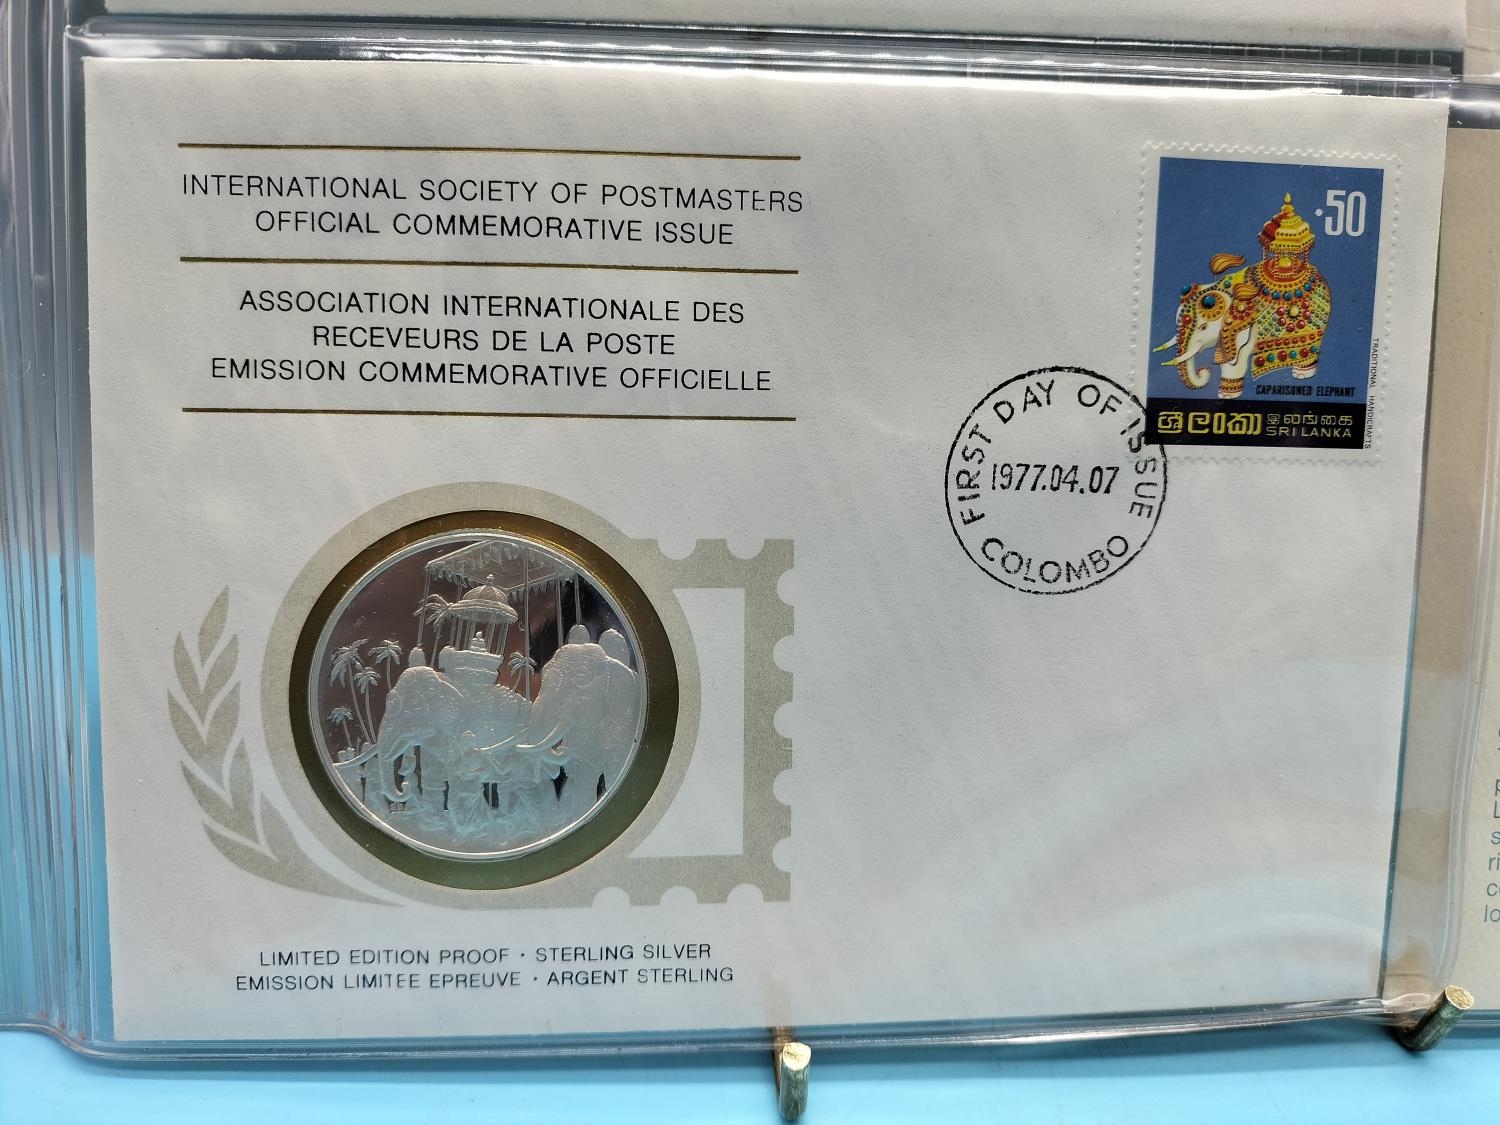 INTERNATIONAL SOCIETY OF POSTMASTERS
OFFICIAL COMMEMORATIVE ISSUE
ASSOCIATION INTERNATIONALE DES
RECEVEURS DE LA POSTE
EMISSION COMMEMORATIVE OFFICIELLE
.50
CAPARISONED ELEPHANT
TRADITIONAL HANDICRAFTS
ශ්‍රී ලංකා இலங்கை
SRI LANKA
FIRST DAY OF ISSUE
1977.04.07
COLOMBO
LIMITED EDITION PROOF · STERLING SILVER
EMISSION LIMITEE EPREUVE · ARGENT STERLING